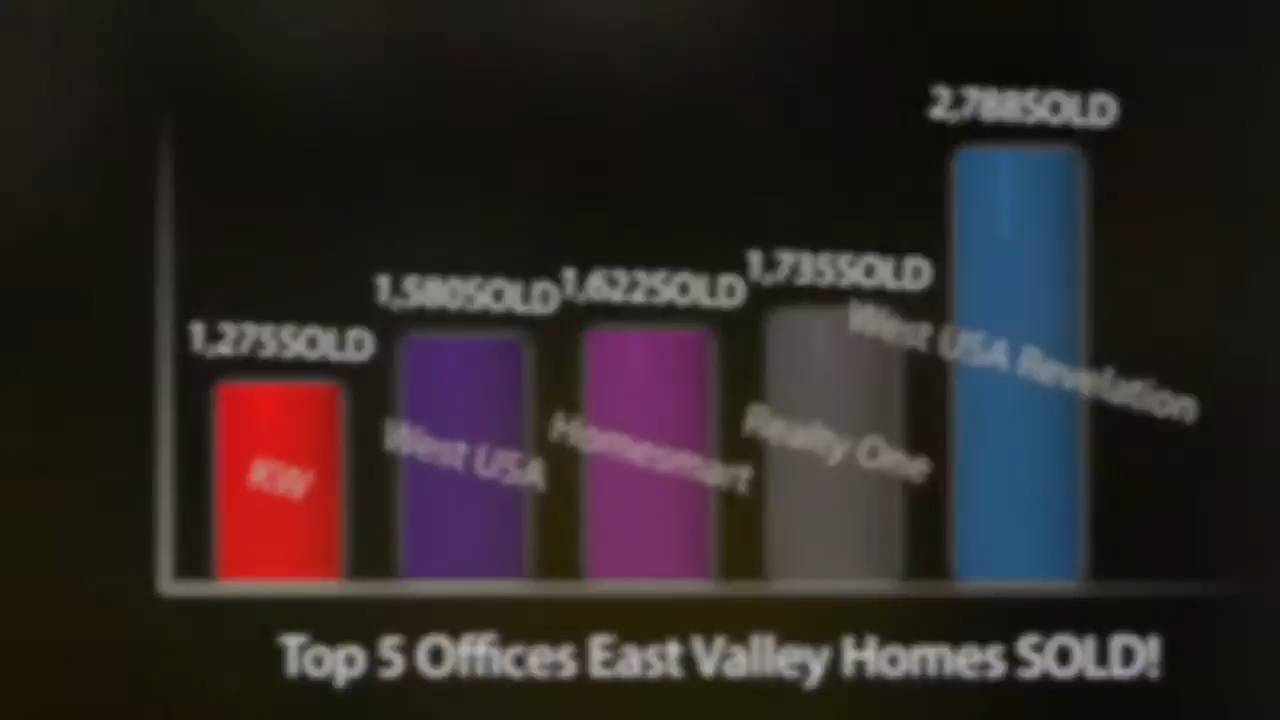 2,788SOLD
1,735SOLD
1,580SOLD
1,622SOLD
1,275SOLD
West USA Revelation
Homesmart
Realty One
West USA
KW
Top 5 Offices East Valley Homes SOLD!